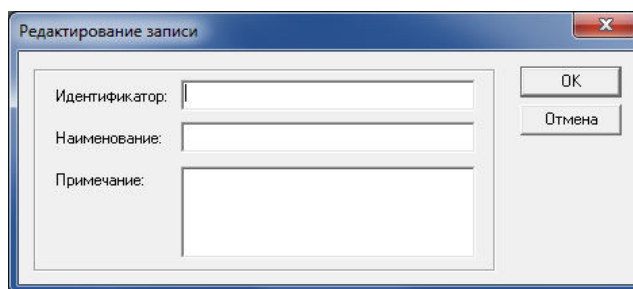 Редактирование записи
Идентификатор:
Наименование:
Примечание:
OK
Отмена